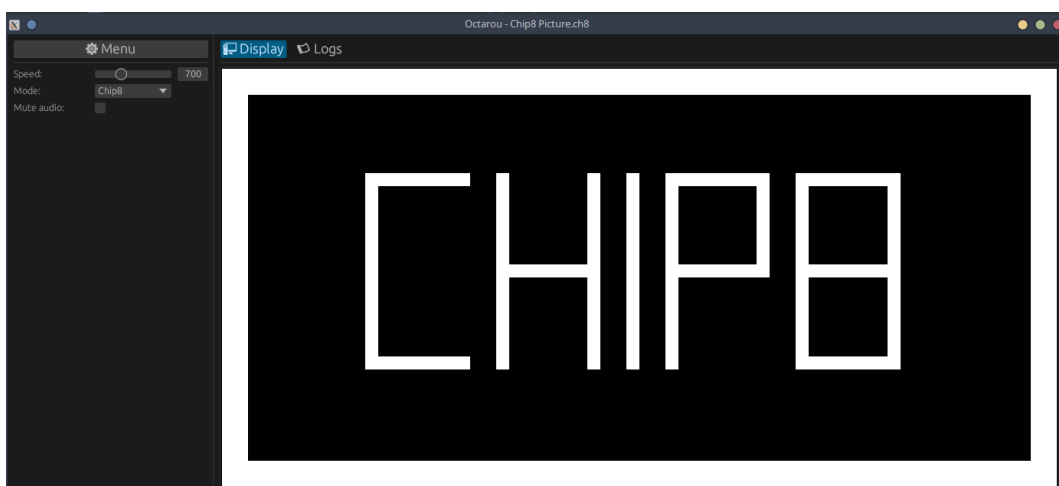 Octarou - Chip8 Picture.ch8
Menu
Display Logs
Speed: 700
Mode: Chip8
Mute audio:
CHIP8